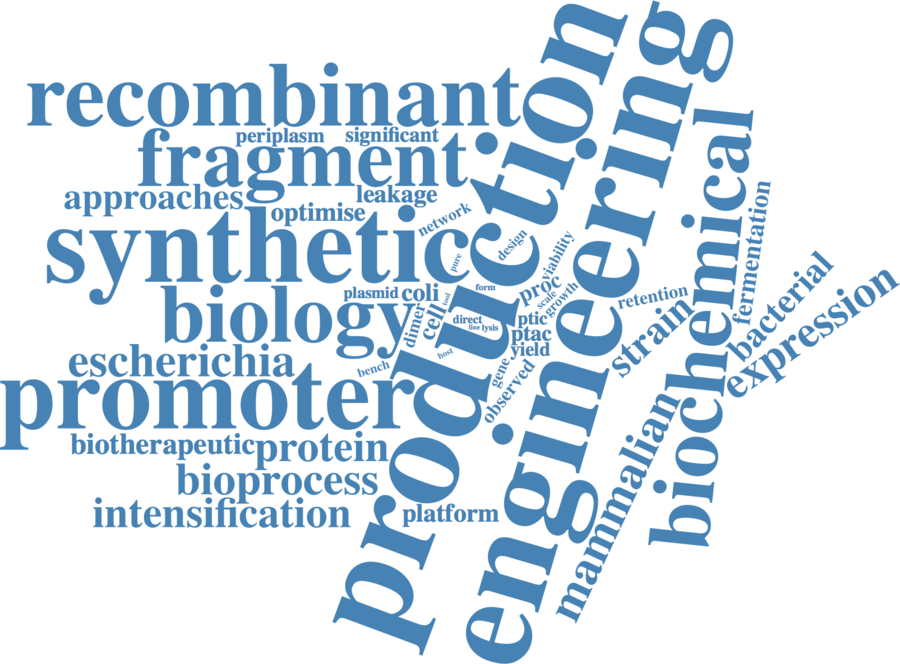 production
engineering
recombinant
periplasm
significant
fragment
approaches
leakage
optimise
network
synthetic
pure
design
viability
biochemical
fermentation
plasmid
coli
tool
form
proc
scale
growth
retention
biology
dimer
cell
direct
line
lysis
ptic
ptac
yield
host
strain
bacterial
expression
escherichia
bench
gene
observed
promoter
biotherapeutic
protein
bioprocess
intensification
platform
mammalian